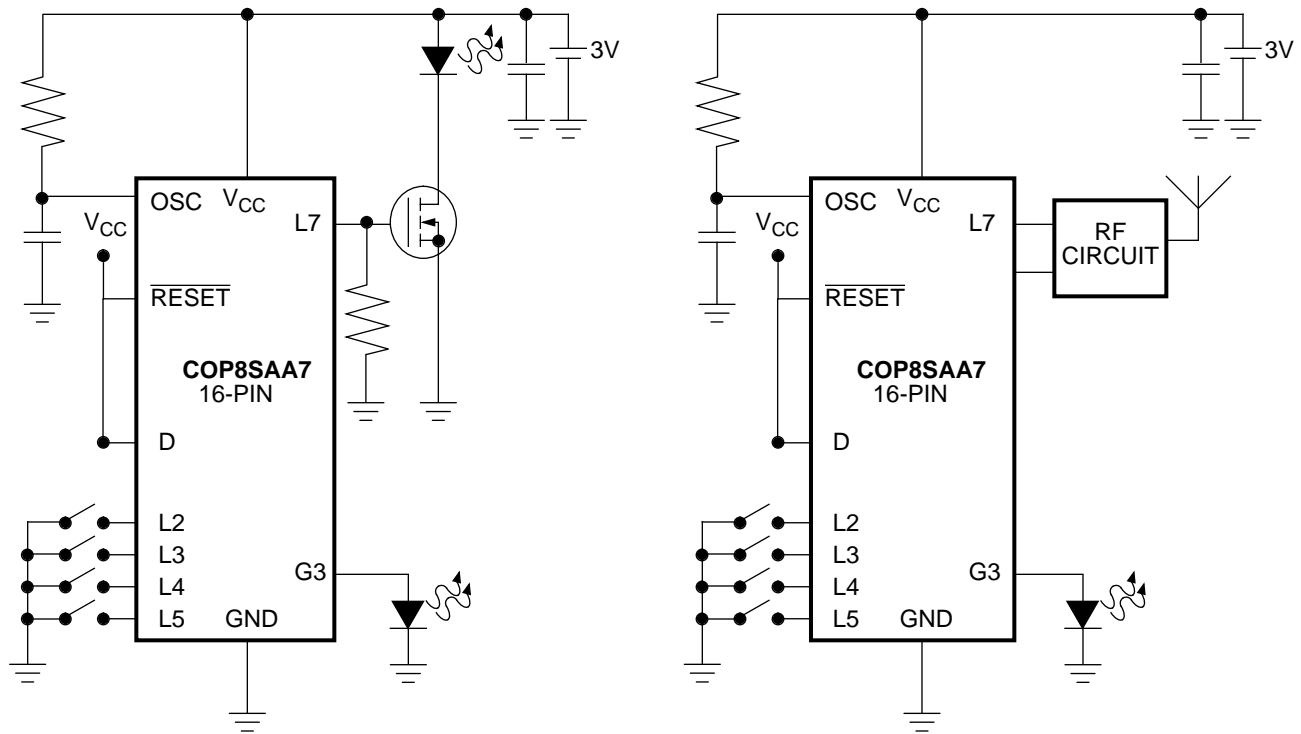 3V
OSC
VCC
L7
VCC
RESET
COP8SAA7
16-PIN
D
L2
L3
L4
L5
G3
GND
3V
OSC
VCC
L7
VCC
RF
CIRCUIT
RESET
COP8SAA7
16-PIN
D
L2
L3
L4
L5
G3
GND